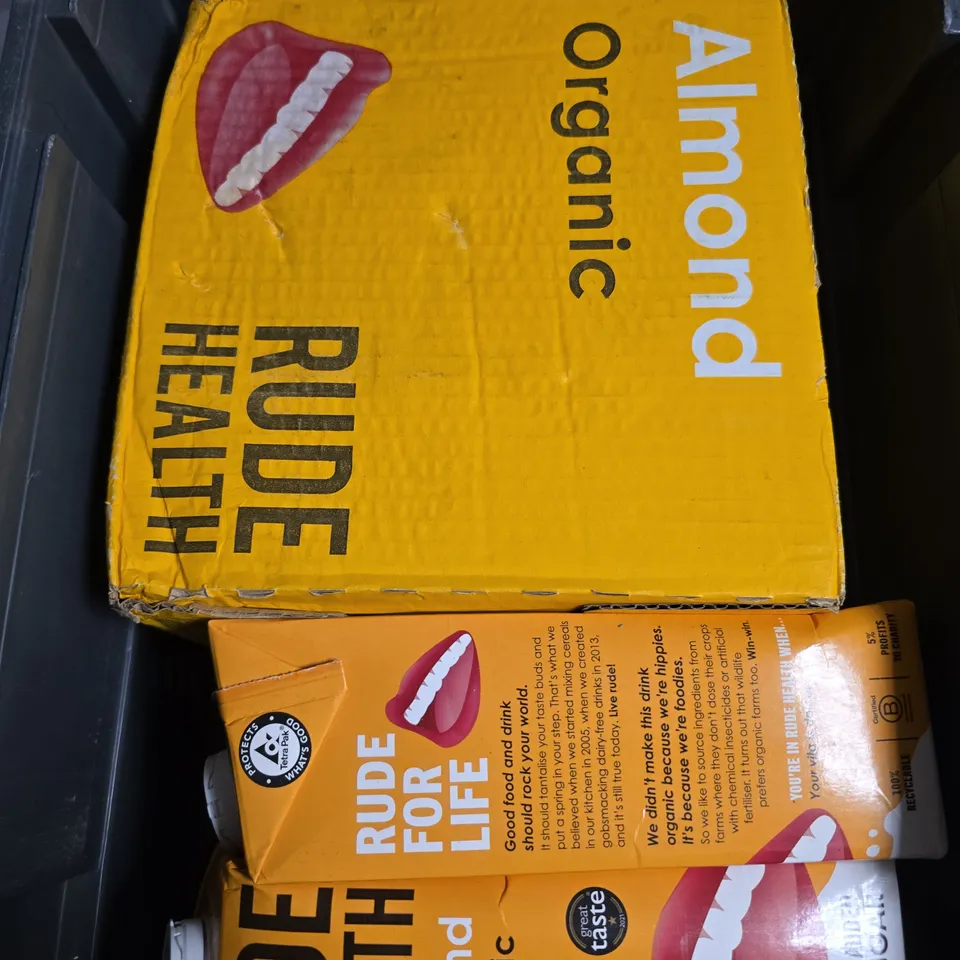 Almond
Organic
RUDE
HEALTH
PROTECTS
WHAT'S GOOD
Tetra Pak
RUDE
FOR
LIFE
Good food and drink
should rock your world.
It should tantalise your taste buds and
put a spring in your step. That's what we
believed when we started mixing cereals
in our kitchen in 2005, when we created
gobsmacking dairy-free drinks in 2013,
and it's still true today. Live rude!
We didn't make this drink
organic because we're hippies.
It's because we're foodies.
So we like to source ingredients from
farms where they don't dose their crops
with chemical insecticides or artificial
fertiliser. It turns out that wildlife
prefers organic farms too. Win-win.
YOU'RE IN RUDE HEALTH WHEN...
Your
100%
RECYCLABLE
Certified
B
5%
PROFITS
TO CHARITY
HTH
great
taste
2021